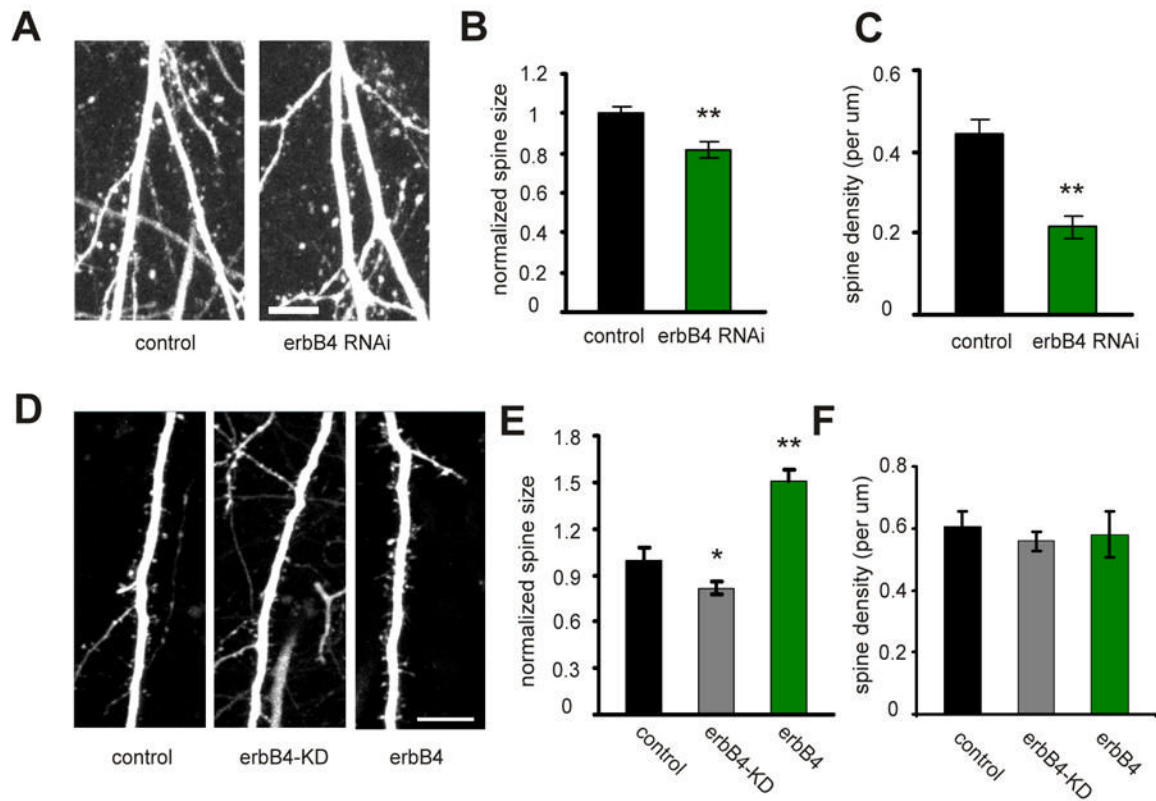 A
control
erbB4 RNAi
B
normalized spine size
1.2
1
0.8
0.6
0.4
0.2
0
**
control
erbB4 RNAi
C
spine density (per um)
0.6
0.4
0.2
0
**
control
erbB4 RNAi
D
control
erbB4-KD
erbB4
E
normalized spine size
1.8
1.5
1.2
0.9
0.6
0.3
0
*
**
control
erbB4-KD
erbB4
F
spine density (per um)
0.8
0.6
0.4
0.2
0
control
erbB4-KD
erbB4